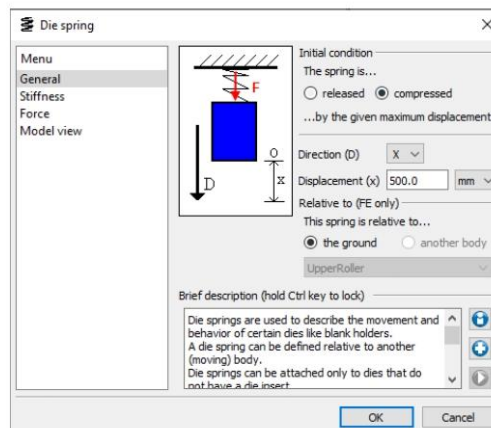 Die spring
Menu
General
Stiffness
Force
Model view
F
O
X
D
Initial condition
The spring is...
released compressed
...by the given maximum displacement
Direction (D) X
Displacement (x) 500.0 mm
Relative to (FE only)
This spring is relative to...
the ground another body
UpperRoller
Brief description (hold Ctrl key to lock)
Die springs are used to describe the movement and
behavior of certain dies like blank holders.
A die spring can be defined relative to another
(moving) body.
Die springs can be attached only to dies that do
not have a die insert
OK Cancel